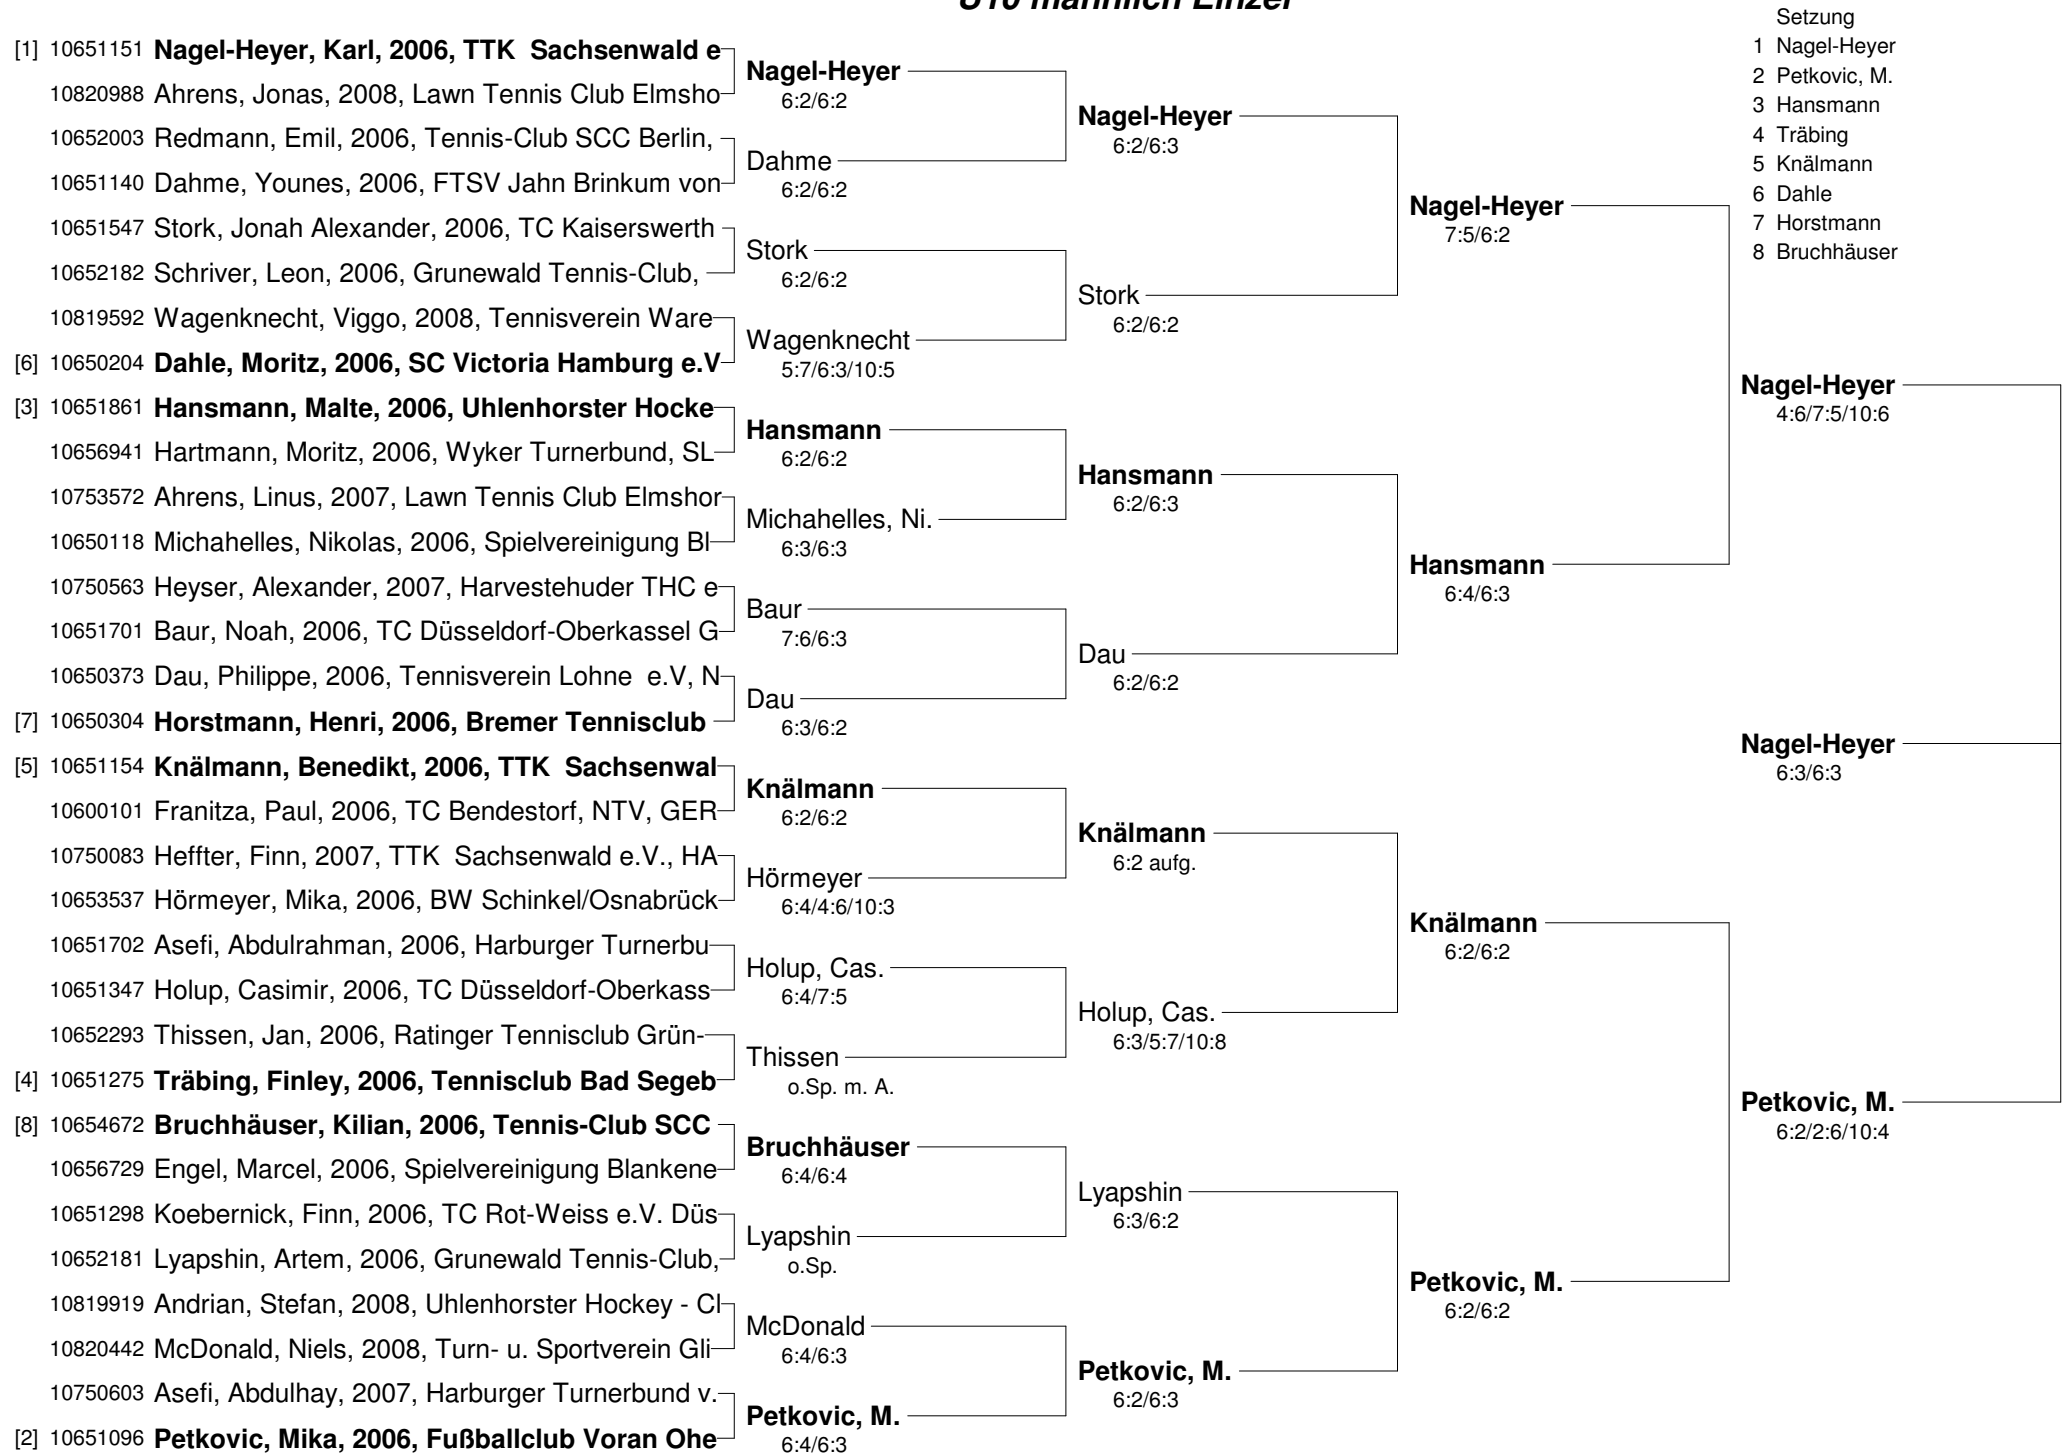 U10 männlich Einzel
Setzung
1 Nagel-Heyer
2 Petkovic, M.
3 Hansmann
4 Träbing
5 Knälmann
6 Dahle
7 Horstmann
8 Bruchhäuser
[1] 10651151 Nagel-Heyer, Karl, 2006, TTK Sachsenwald e
10820988 Ahrens, Jonas, 2008, Lawn Tennis Club Elmsho
10652003 Redmann, Emil, 2006, Tennis-Club SCC Berlin,
10651140 Dahme, Younes, 2006, FTSV Jahn Brinkum von
10651547 Stork, Jonah Alexander, 2006, TC Kaiserswerth
10652182 Schriver, Leon, 2006, Grunewald Tennis-Club,
10819592 Wagenknecht, Viggo, 2008, Tennisverein Ware
[6] 10650204 Dahle, Moritz, 2006, SC Victoria Hamburg e.V
[3] 10651861 Hansmann, Malte, 2006, Uhlenhorster Hocke
10656941 Hartmann, Moritz, 2006, Wyker Turnerbund, SL
10753572 Ahrens, Linus, 2007, Lawn Tennis Club Elmshor
10650118 Michahelles, Nikolas, 2006, Spielvereinigung Bl
10750563 Heyser, Alexander, 2007, Harvestehuder THC e
10651701 Baur, Noah, 2006, TC Düsseldorf-Oberkassel G
10650373 Dau, Philippe, 2006, Tennisverein Lohne e.V, N
[7] 10650304 Horstmann, Henri, 2006, Bremer Tennisclub
[5] 10651154 Knälmann, Benedikt, 2006, TTK Sachsenwal
10600101 Franitza, Paul, 2006, TC Bendestorf, NTV, GER
10750083 Heffter, Finn, 2007, TTK Sachsenwald e.V., HA
10653537 Hörmeyer, Mika, 2006, BW Schinkel/Osnabrück
10651702 Asefi, Abdulrahman, 2006, Harburger Turnerbu
10651347 Holup, Casimir, 2006, TC Düsseldorf-Oberkass
10652293 Thissen, Jan, 2006, Ratinger Tennisclub Grün-
[4] 10651275 Träbing, Finley, 2006, Tennisclub Bad Segeb
[8] 10654672 Bruchhäuser, Kilian, 2006, Tennis-Club SCC
10656729 Engel, Marcel, 2006, Spielvereinigung Blankene
10651298 Koebernick, Finn, 2006, TC Rot-Weiss e.V. Düs
10652181 Lyapshin, Artem, 2006, Grunewald Tennis-Club,
10819919 Andrian, Stefan, 2008, Uhlenhorster Hockey - Cl
10820442 McDonald, Niels, 2008, Turn- u. Sportverein Gli
10750603 Asefi, Abdulhay, 2007, Harburger Turnerbund v.
[2] 10651096 Petkovic, Mika, 2006, Fußballclub Voran Ohe
Nagel-Heyer
6:2/6:2
Dahme
6:2/6:2
Stork
6:2/6:2
Wagenknecht
5:7/6:3/10:5
Hansmann
6:2/6:2
Michahelles, Ni.
6:3/6:3
Baur
7:6/6:3
Dau
6:3/6:2
Knälmann
6:2/6:2
Hörmeyer
6:4/4:6/10:3
Holup, Cas.
6:4/7:5
Thissen
o.Sp. m. A.
Bruchhäuser
6:4/6:4
Lyapshin
o.Sp.
McDonald
6:4/6:3
Petkovic, M.
6:4/6:3
Nagel-Heyer
6:2/6:3
Stork
6:2/6:2
Hansmann
6:2/6:3
Dau
6:2/6:2
Knälmann
6:2 aufg.
Holup, Cas.
6:3/5:7/10:8
Lyapshin
6:3/6:2
Petkovic, M.
6:2/6:3
Nagel-Heyer
7:5/6:2
Hansmann
6:4/6:3
Knälmann
6:2/6:2
Petkovic, M.
6:2/6:2
Nagel-Heyer
4:6/7:5/10:6
Nagel-Heyer
6:3/6:3
Petkovic, M.
6:2/2:6/10:4